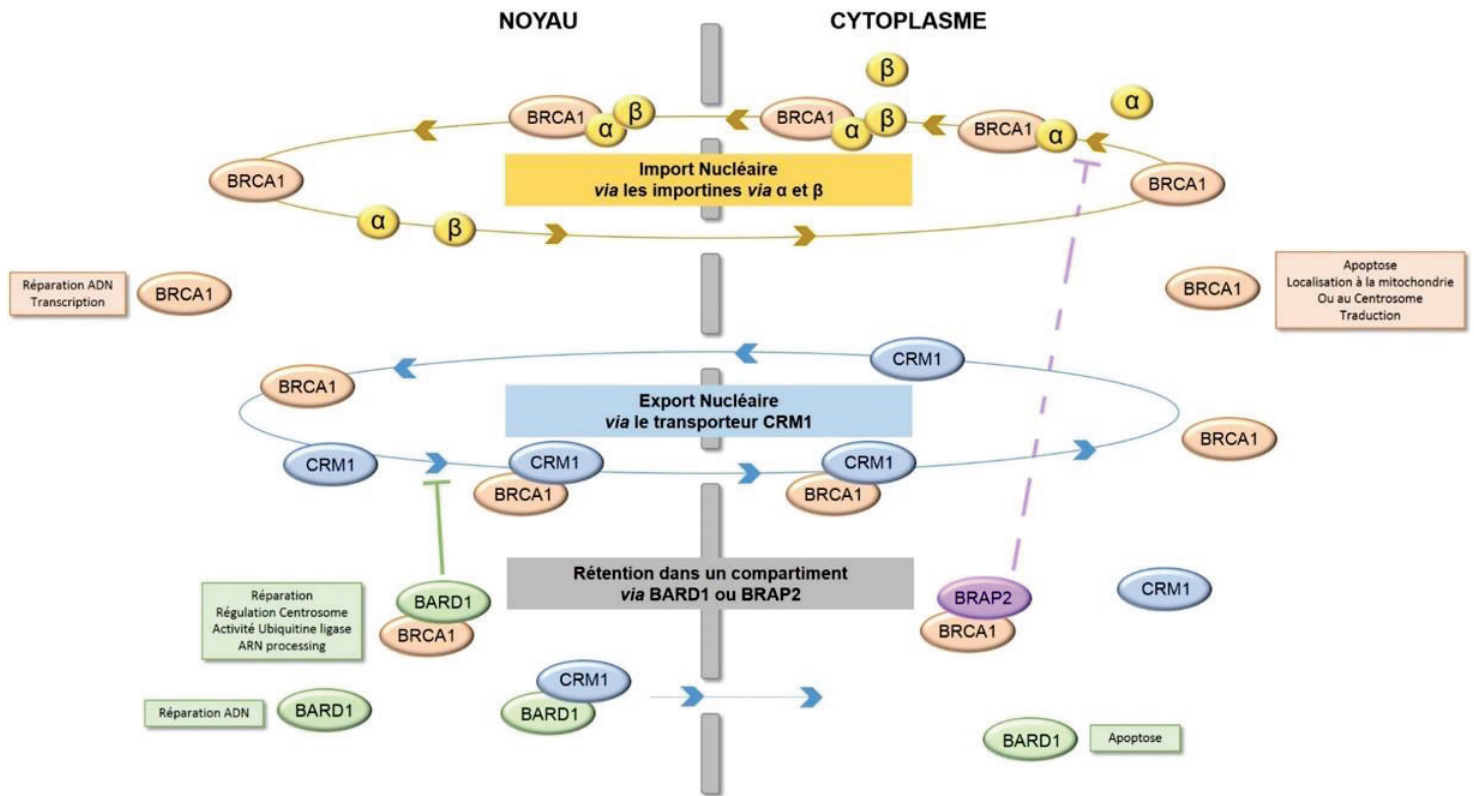 NOYAU
CYTOPLASME
β
α
BRCA1
α
β
BRCA1
α
β
BRCA1
α
BRCA1
BRCA1
Import Nucléaire
via les importines via α et β
α
β
Réparation ADN
Transcription
BRCA1
BRCA1
Apoptose
Localisation à la mitochondrie
Ou au Centrosome
Traduction
CRM1
BRCA1
Export Nucléaire
via le transporteur CRM1
BRCA1
CRM1
CRM1
BRCA1
CRM1
BRCA1
Rétention dans un compartiment
via BARD1 ou BRAP2
Réparation
Régulation Centrosome
Activité Ubiquitine ligase
ARN processing
BARD1
BRCA1
BRAP2
BRCA1
CRM1
CRM1
BARD1
Réparation ADN
BARD1
BARD1
Apoptose